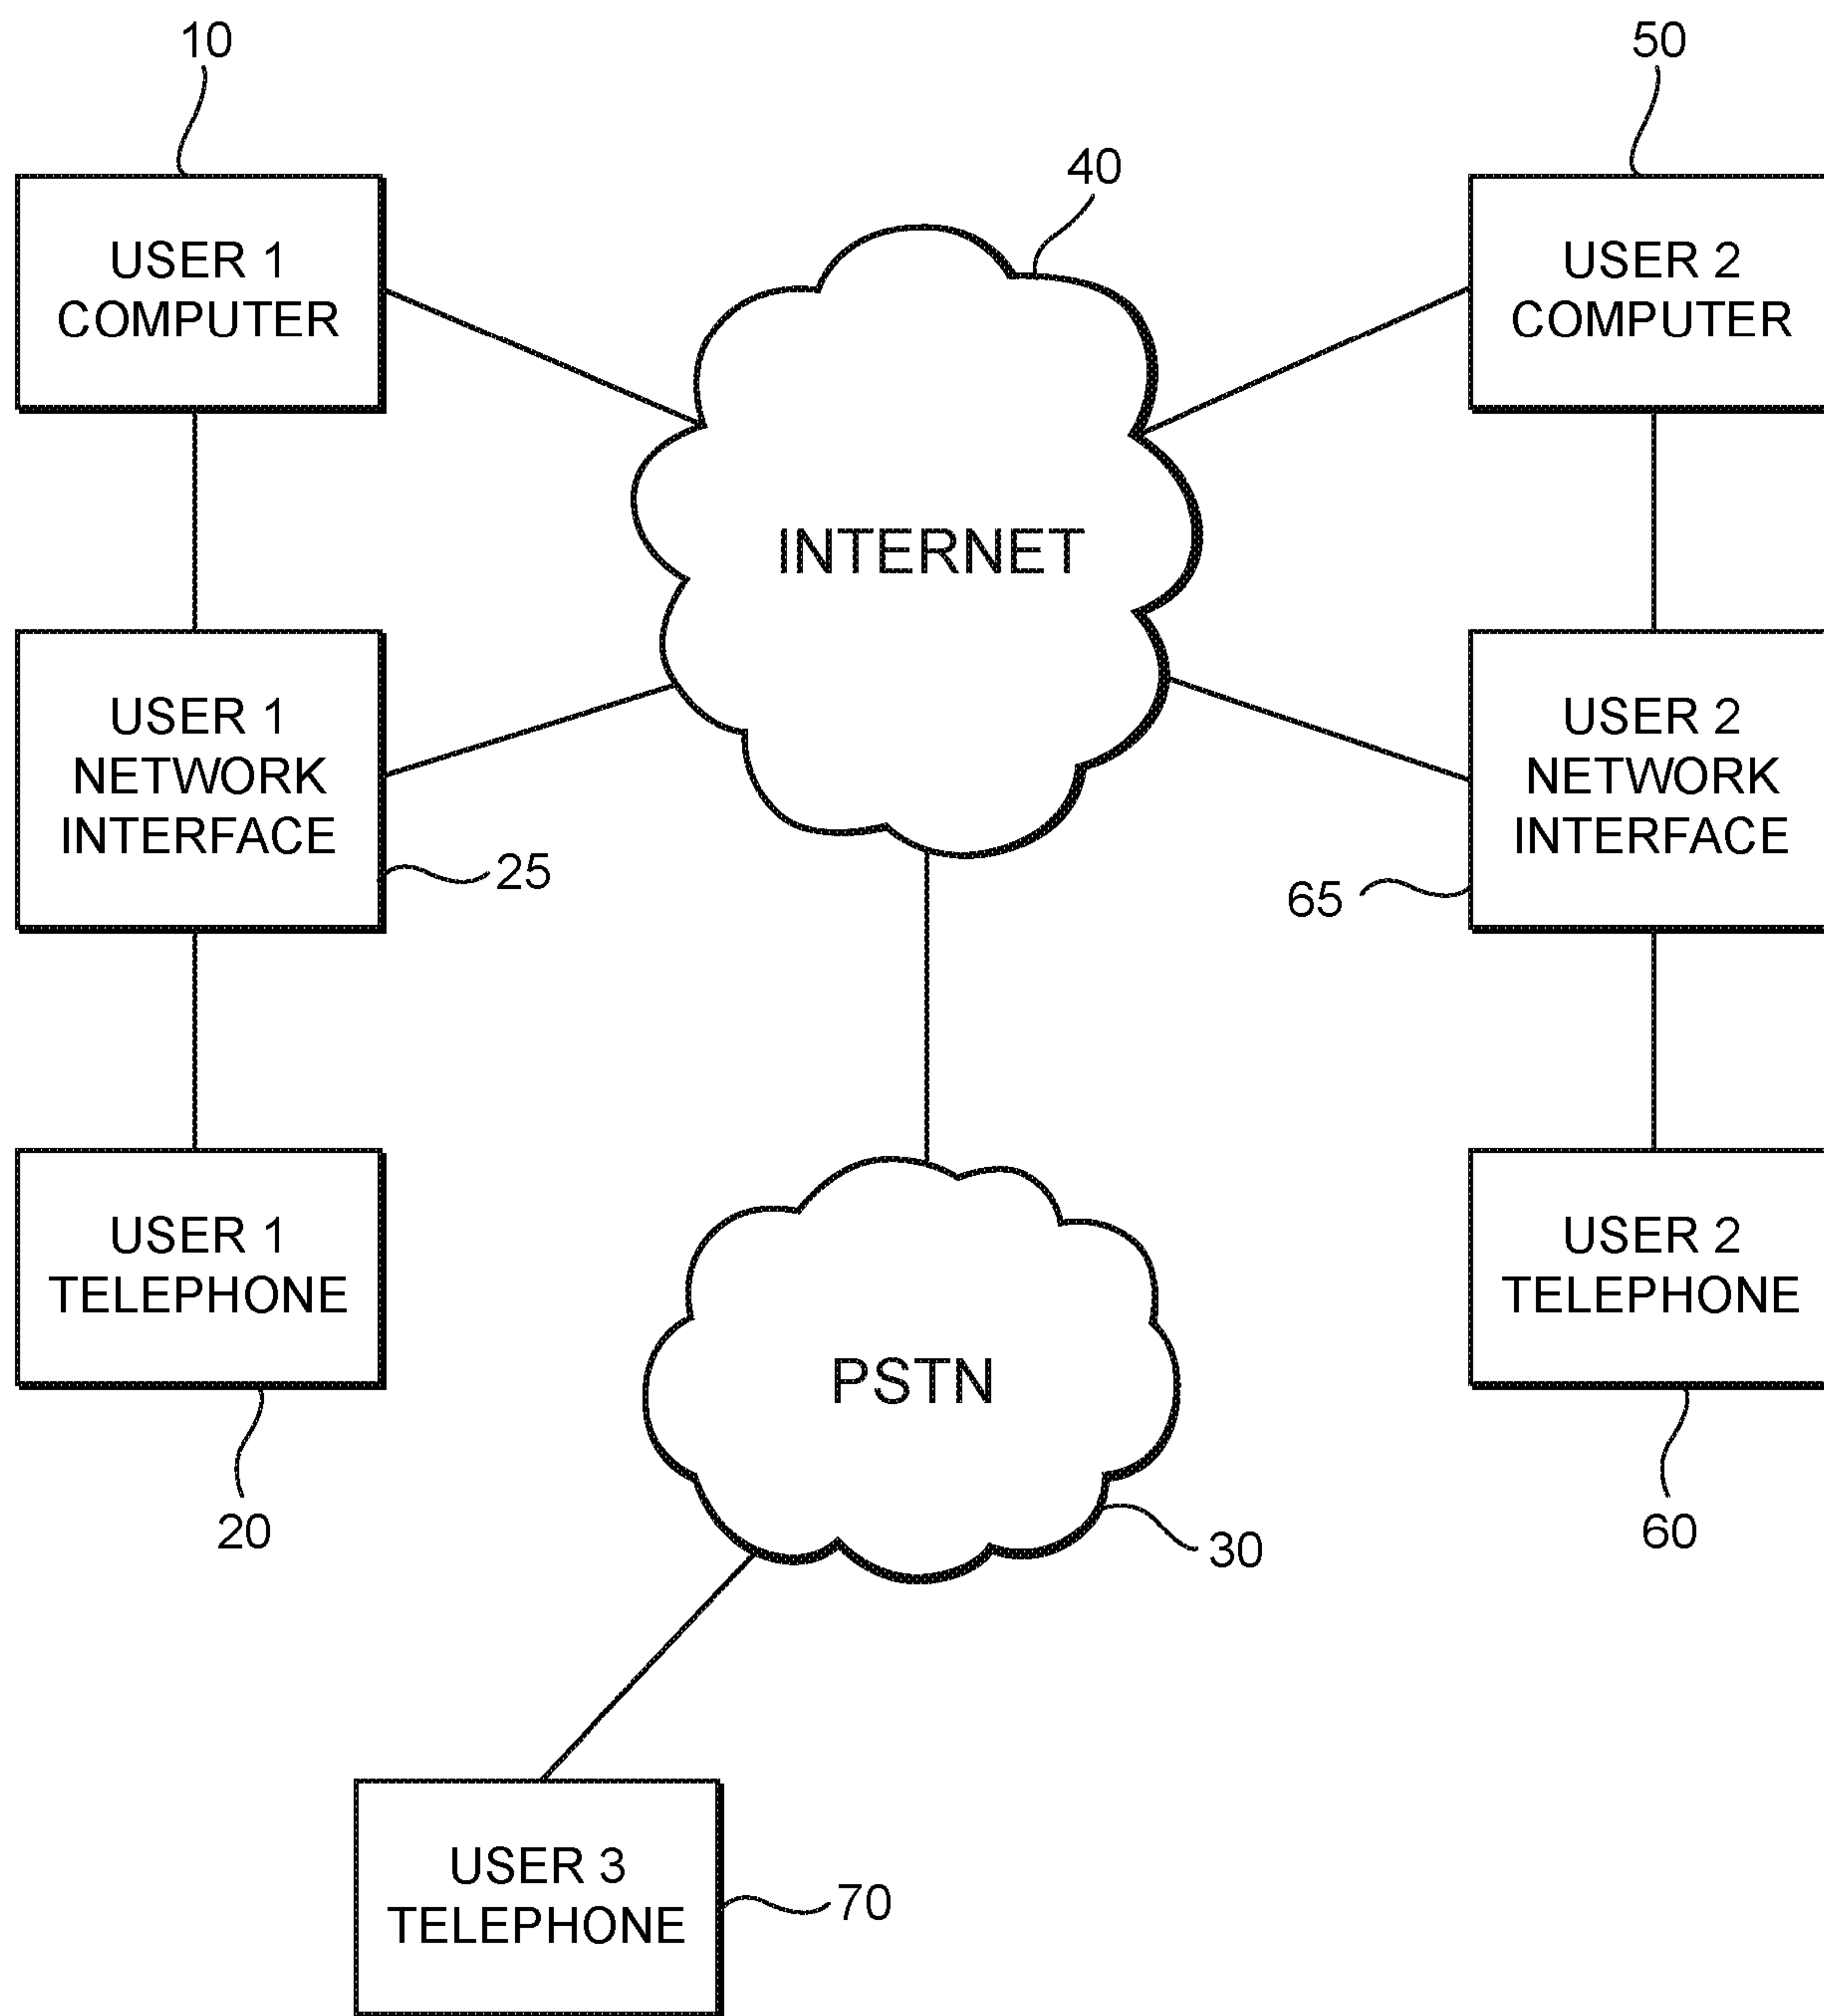 10
50
40
USER 1
COMPUTER
USER 2
COMPUTER
INTERNET
USER 1
NETWORK
INTERFACE
25
USER 2
NETWORK
INTERFACE
65
USER 1
TELEPHONE
USER 2
TELEPHONE
PSTN
20
30
60
USER 3
TELEPHONE
70